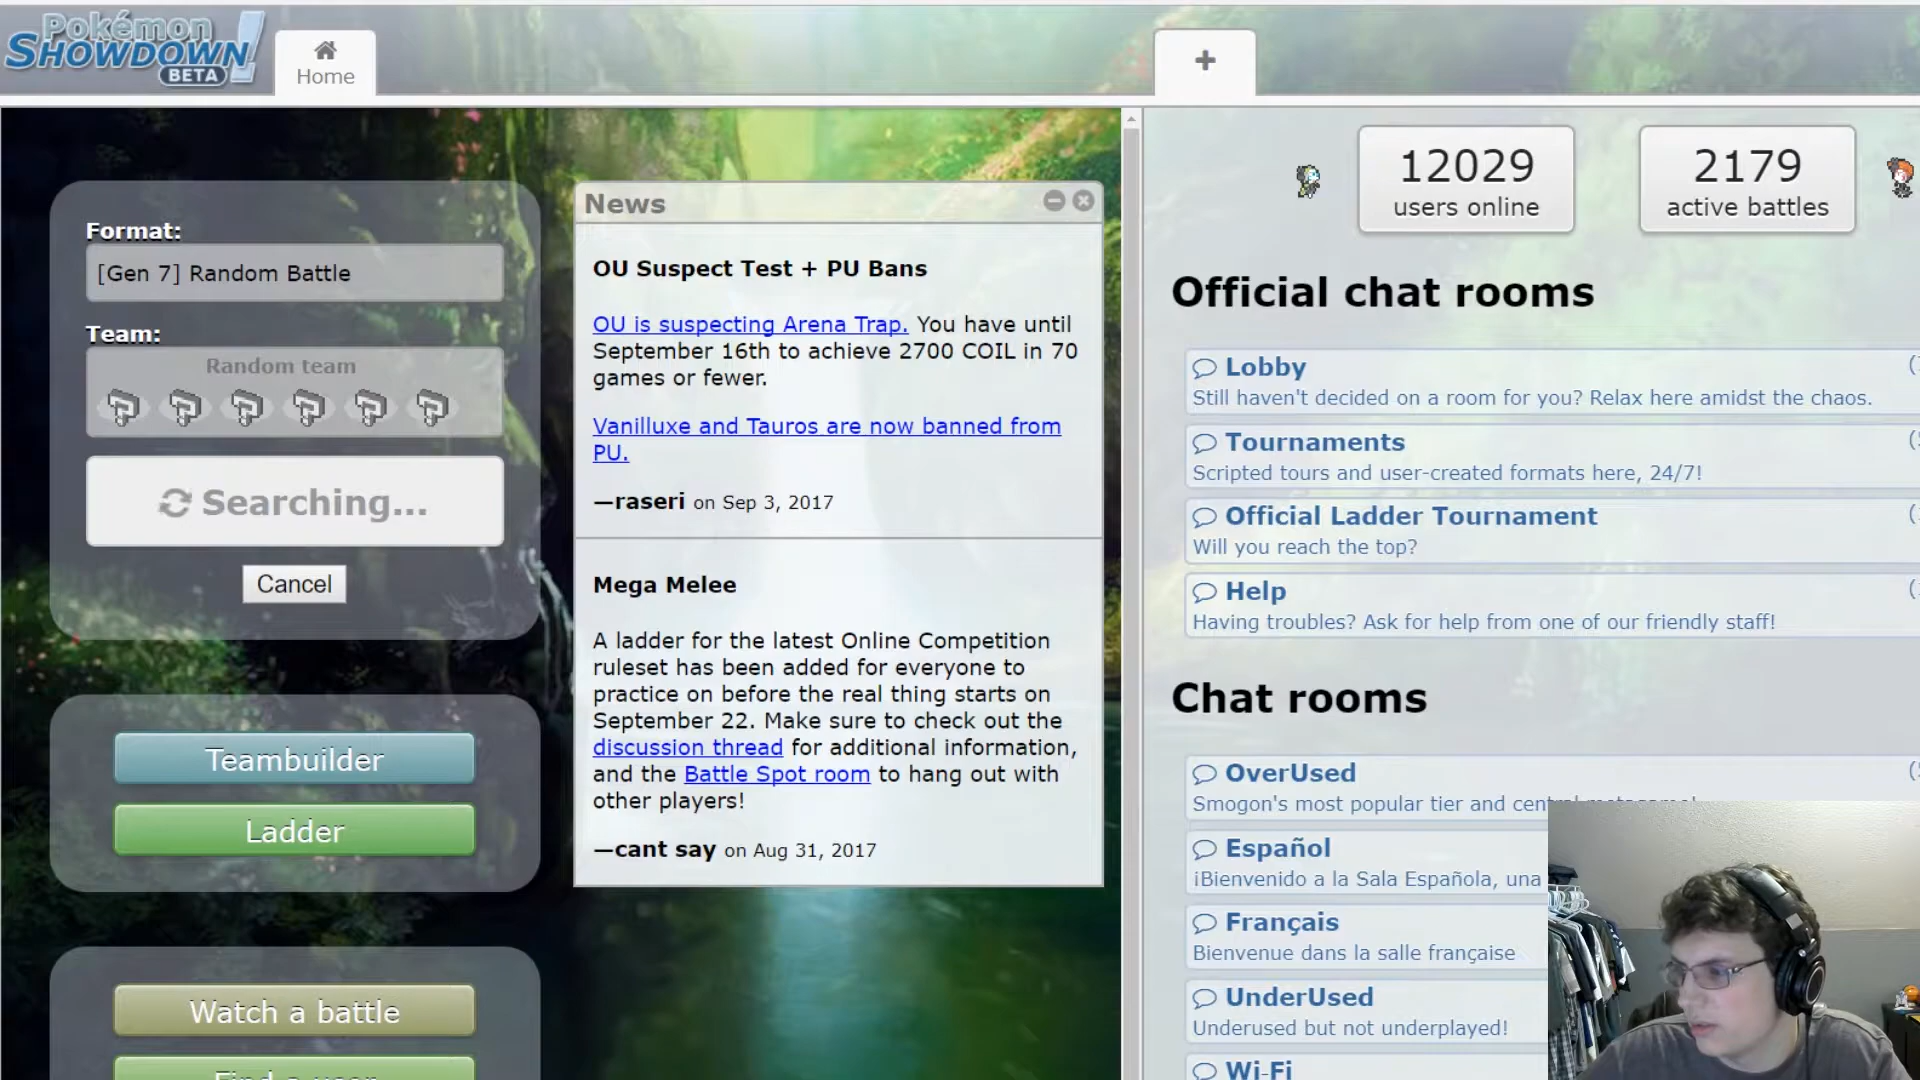 Pokémon
SHOWDOWN!
BETA
Home
+
Format:
[Gen 7] Random Battle
Team:
Random team
Searching...
Cancel
Teambuilder
Ladder
Watch a battle
Find a user
News
OU Suspect Test + PU Bans
OU is suspecting Arena Trap. You have until
September 16th to achieve 2700 COIL in 70
games or fewer.
Vanilluxe and Tauros are now banned from
PU.
—raseri on Sep 3, 2017
Mega Melee
A ladder for the latest Online Competition
ruleset has been added for everyone to
practice on before the real thing starts on
September 22. Make sure to check out the
discussion thread for additional information,
and the Battle Spot room to hang out with
other players!
—cant say on Aug 31, 2017
12029
users online
2179
active battles
Official chat rooms
Lobby
Still haven't decided on a room for you? Relax here amidst the chaos.
Tournaments
Scripted tours and user-created formats here, 24/7!
Official Ladder Tournament
Will you reach the top?
Help
Having troubles? Ask for help from one of our friendly staff!
Chat rooms
OverUsed
Smogon's most popular tier and central metagame!
Español
¡Bienvenido a la Sala Española, una
Français
Bienvenue dans la salle française
UnderUsed
Underused but not underplayed!
Wi-Fi